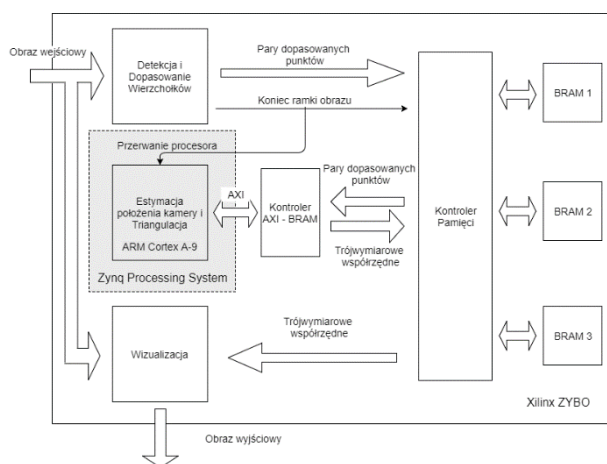 Obraz wejściowy
Detekcja i
Dopasowanie
Wierzchołków
Pary dopasowanych
punktów
Koniec ramki obrazu
BRAM 1
Przerwanie procesora
Estymacja
położenia kamery i
Triangulacja
ARM Cortex A-9
Zynq Processing System
AXI
Kontroler
AXI - BRAM
Pary dopasowanych
punktów
Trójwymiarowe
współrzędne
Kontroler
Pamięci
BRAM 2
Wizualizacja
Trójwymiarowe
współrzędne
BRAM 3
Xilinx ZYBO
Obraz wyjściowy